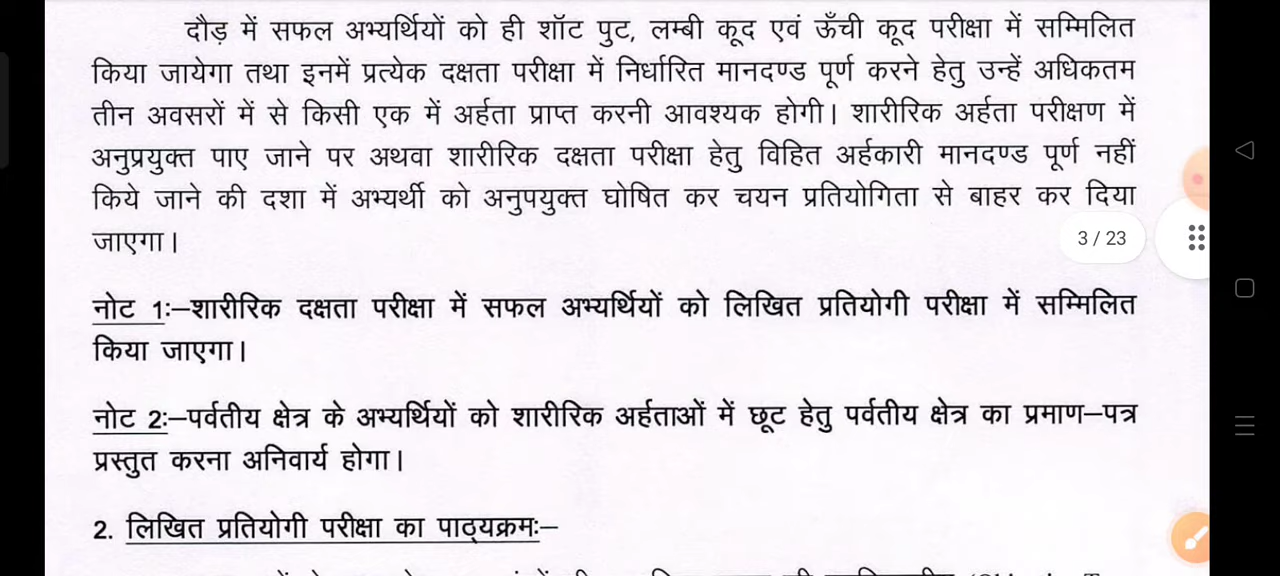 दौड़ में सफल अभ्यर्थियों को ही शॉट पुट, लम्बी कूद एवं ऊँची कूद परीक्षा में सम्मिलित
किया जायेगा तथा इनमें प्रत्येक दक्षता परीक्षा में निर्धारित मानदण्ड पूर्ण करने हेतु उन्हें अधिकतम
तीन अवसरों में से किसी एक में अर्हता प्राप्त करनी आवश्यक होगी। शारीरिक अर्हता परीक्षण में
अनुप्रयुक्त पाए जाने पर अथवा शारीरिक दक्षता परीक्षा हेतु विहित अर्हकारी मानदण्ड पूर्ण नहीं
किये जाने की दशा में अभ्यर्थी को अनुपयुक्त घोषित कर चयन प्रतियोगिता से बाहर कर दिया
जाएगा।
3 / 23
नोट 1ः–शारीरिक दक्षता परीक्षा में सफल अभ्यर्थियों को लिखित प्रतियोगी परीक्षा में सम्मिलित
किया जाएगा।
नोट 2ः–पर्वतीय क्षेत्र के अभ्यर्थियों को शारीरिक अर्हताओं में छूट हेतु पर्वतीय क्षेत्र का प्रमाण–पत्र
प्रस्तुत करना अनिवार्य होगा।
2. लिखित प्रतियोगी परीक्षा का पाठ्यक्रमः–